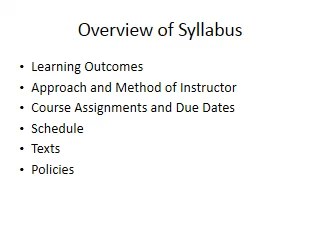 Overview of Syllabus
• Learning Outcomes
• Approach and Method of Instructor
• Course Assignments and Due Dates
• Schedule
• Texts
• Policies